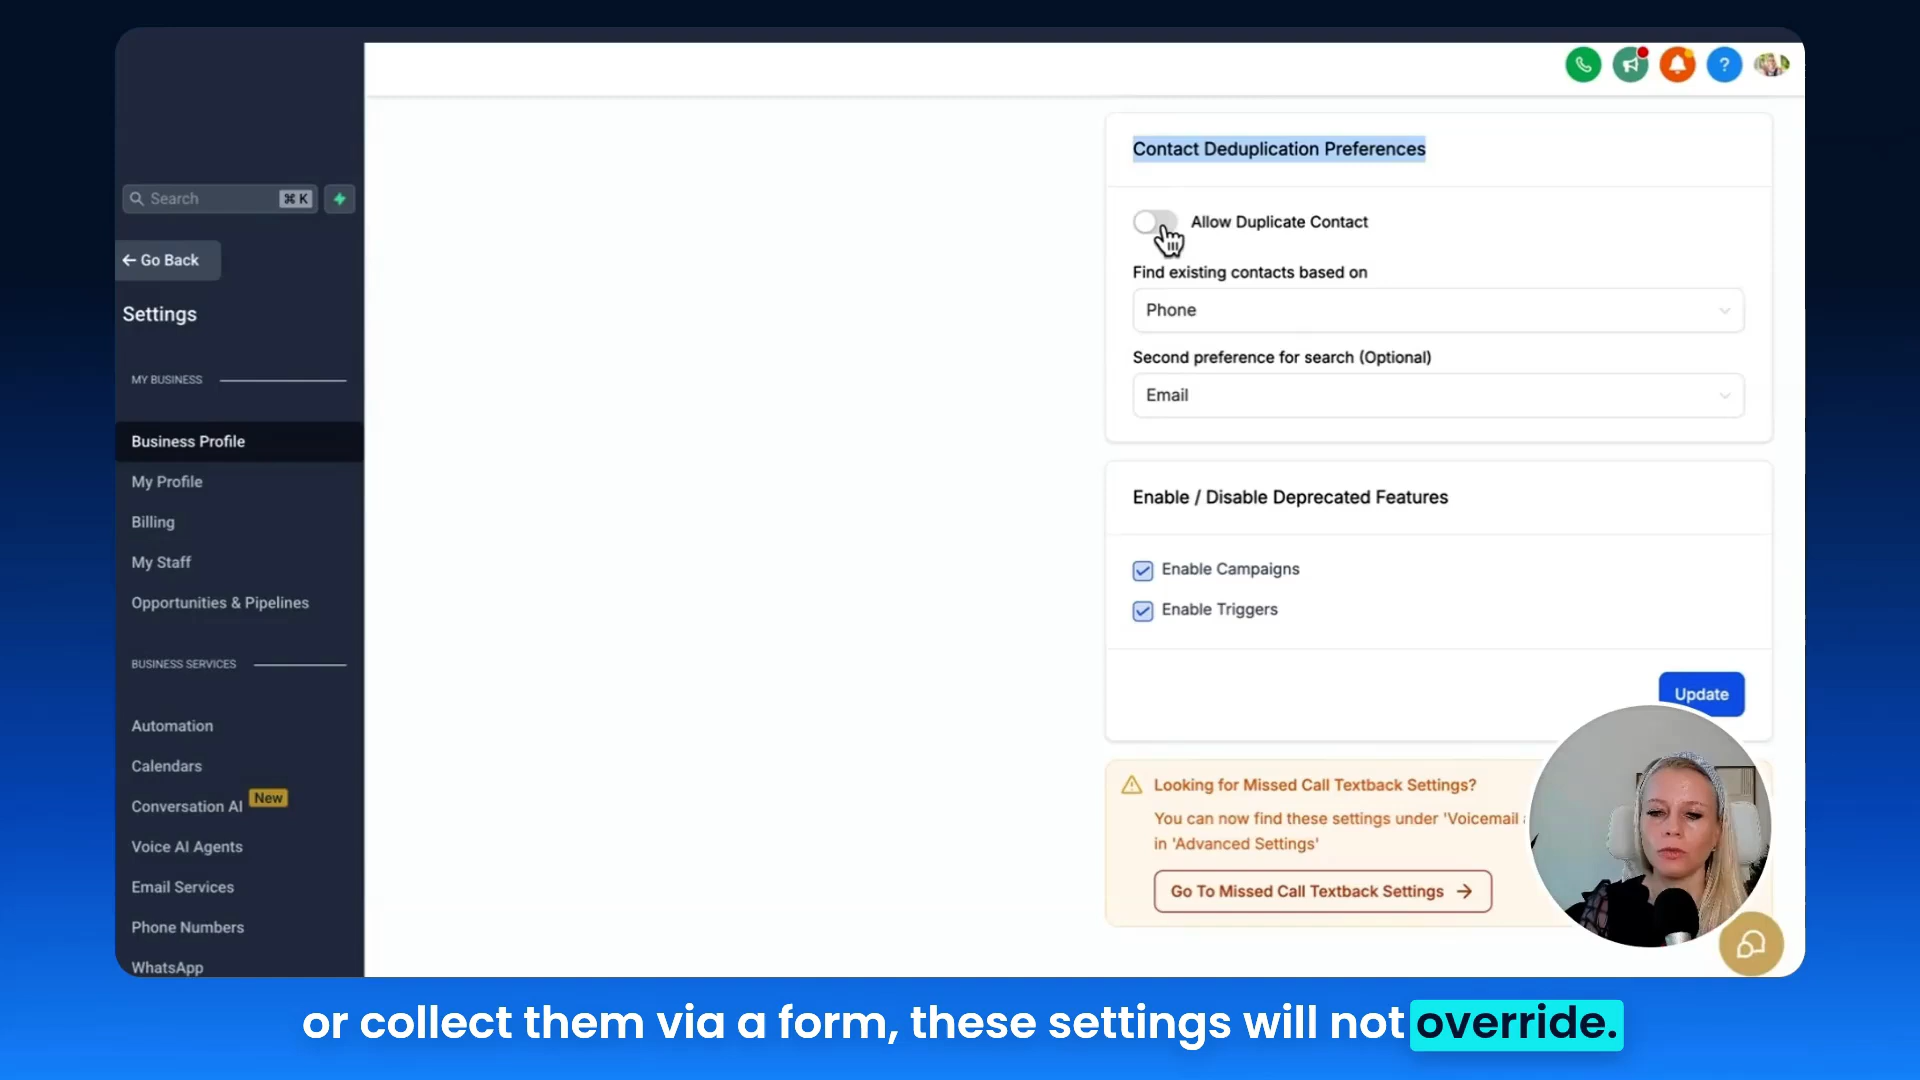 Search
⌘ K
Go Back
Settings
MY BUSINESS
Business Profile
My Profile
Billing
My Staff
Opportunities & Pipelines
BUSINESS SERVICES
Automation
Calendars
Conversation AI New
Voice AI Agents
Email Services
Phone Numbers
WhatsApp
?
Contact Deduplication Preferences
Allow Duplicate Contact
Find existing contacts based on
Phone
Second preference for search (Optional)
Email
Enable / Disable Deprecated Features
Enable Campaigns
Enable Triggers
Update
Looking for Missed Call Textback Settings?
You can now find these settings under 'Voicemail
in 'Advanced Settings'
Go To Missed Call Textback Settings
or collect them via a form, these settings will not override.